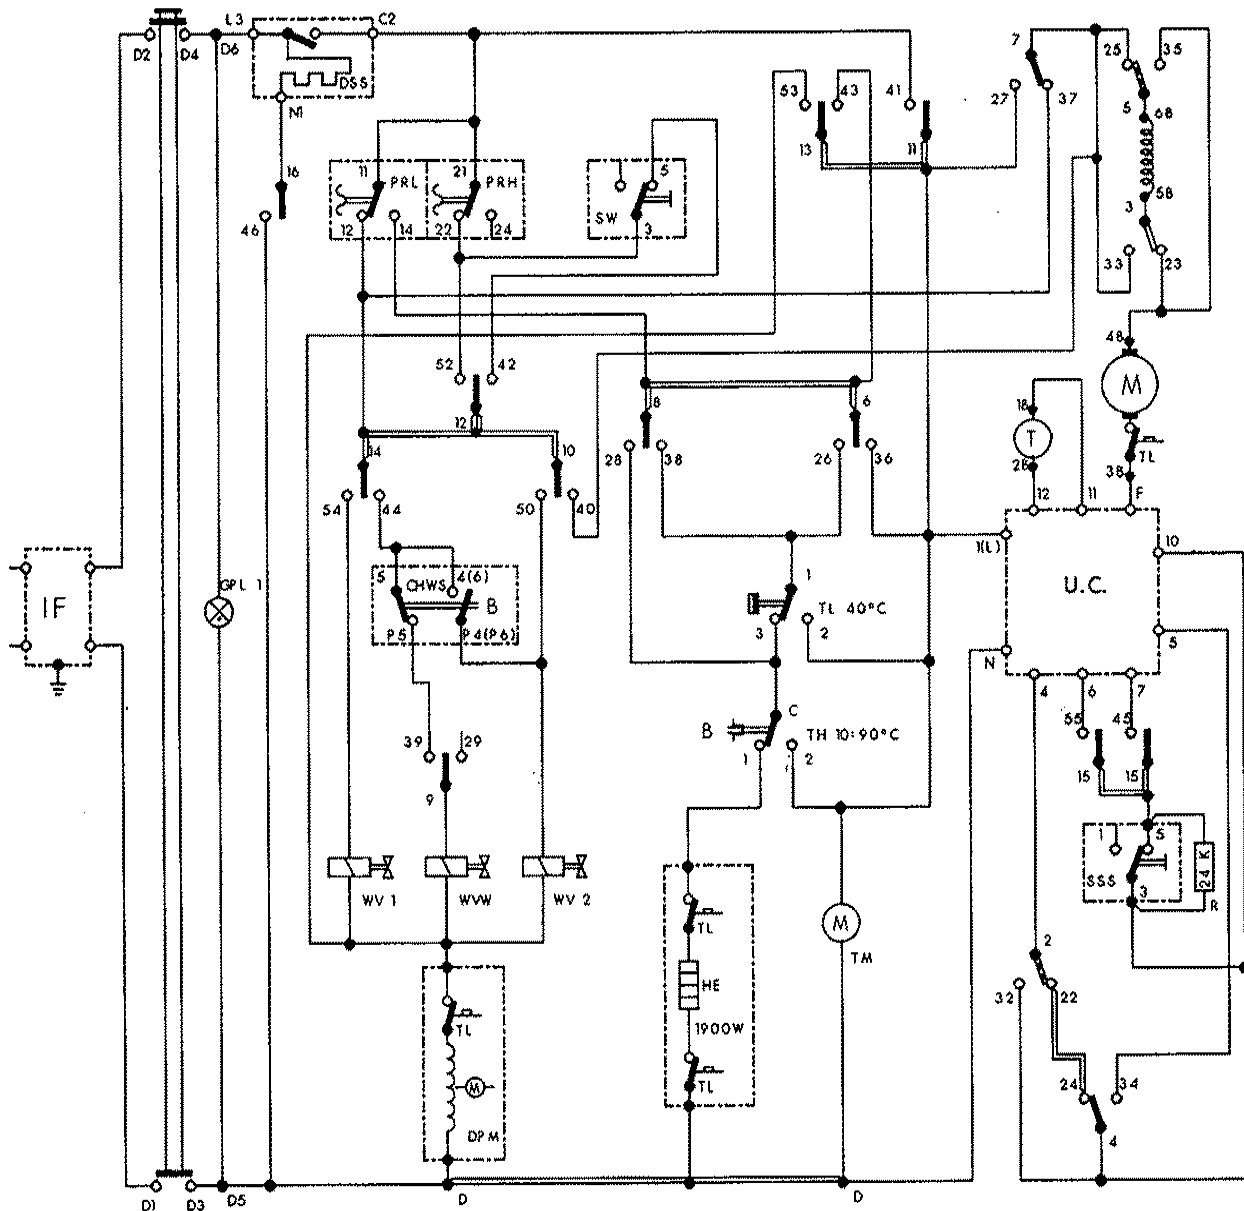 L3 C2
D2 D4 D6
DSS
N1
7 25 35
53 43 41
27 37
5 68
13 11
16
11 PRL 21 PRH 5
SW
46 12 14 22 24 3
58
3
33 23
48
52 42
M
12 8 6
18
T
28
TL
38
14 10
28 38 26 36
54 44 50 40
12 11 F
1(L) 10
IF
GPL 1
5 CHWS 4(6)
B
P5 P4(P6)
1
TL 40°C
3 2
U.C.
5
N
4 6 7
C
B
TH 10:90°C
1 2
55 45
39 29
9
15 15
WV 1 WVW WV 2
1 5
SSS
3
24 K
R
M
TM
TL
HE
1900W
TL
2
32 22
TL
M
DPM
24 34
4
D1 D3 D5 D D